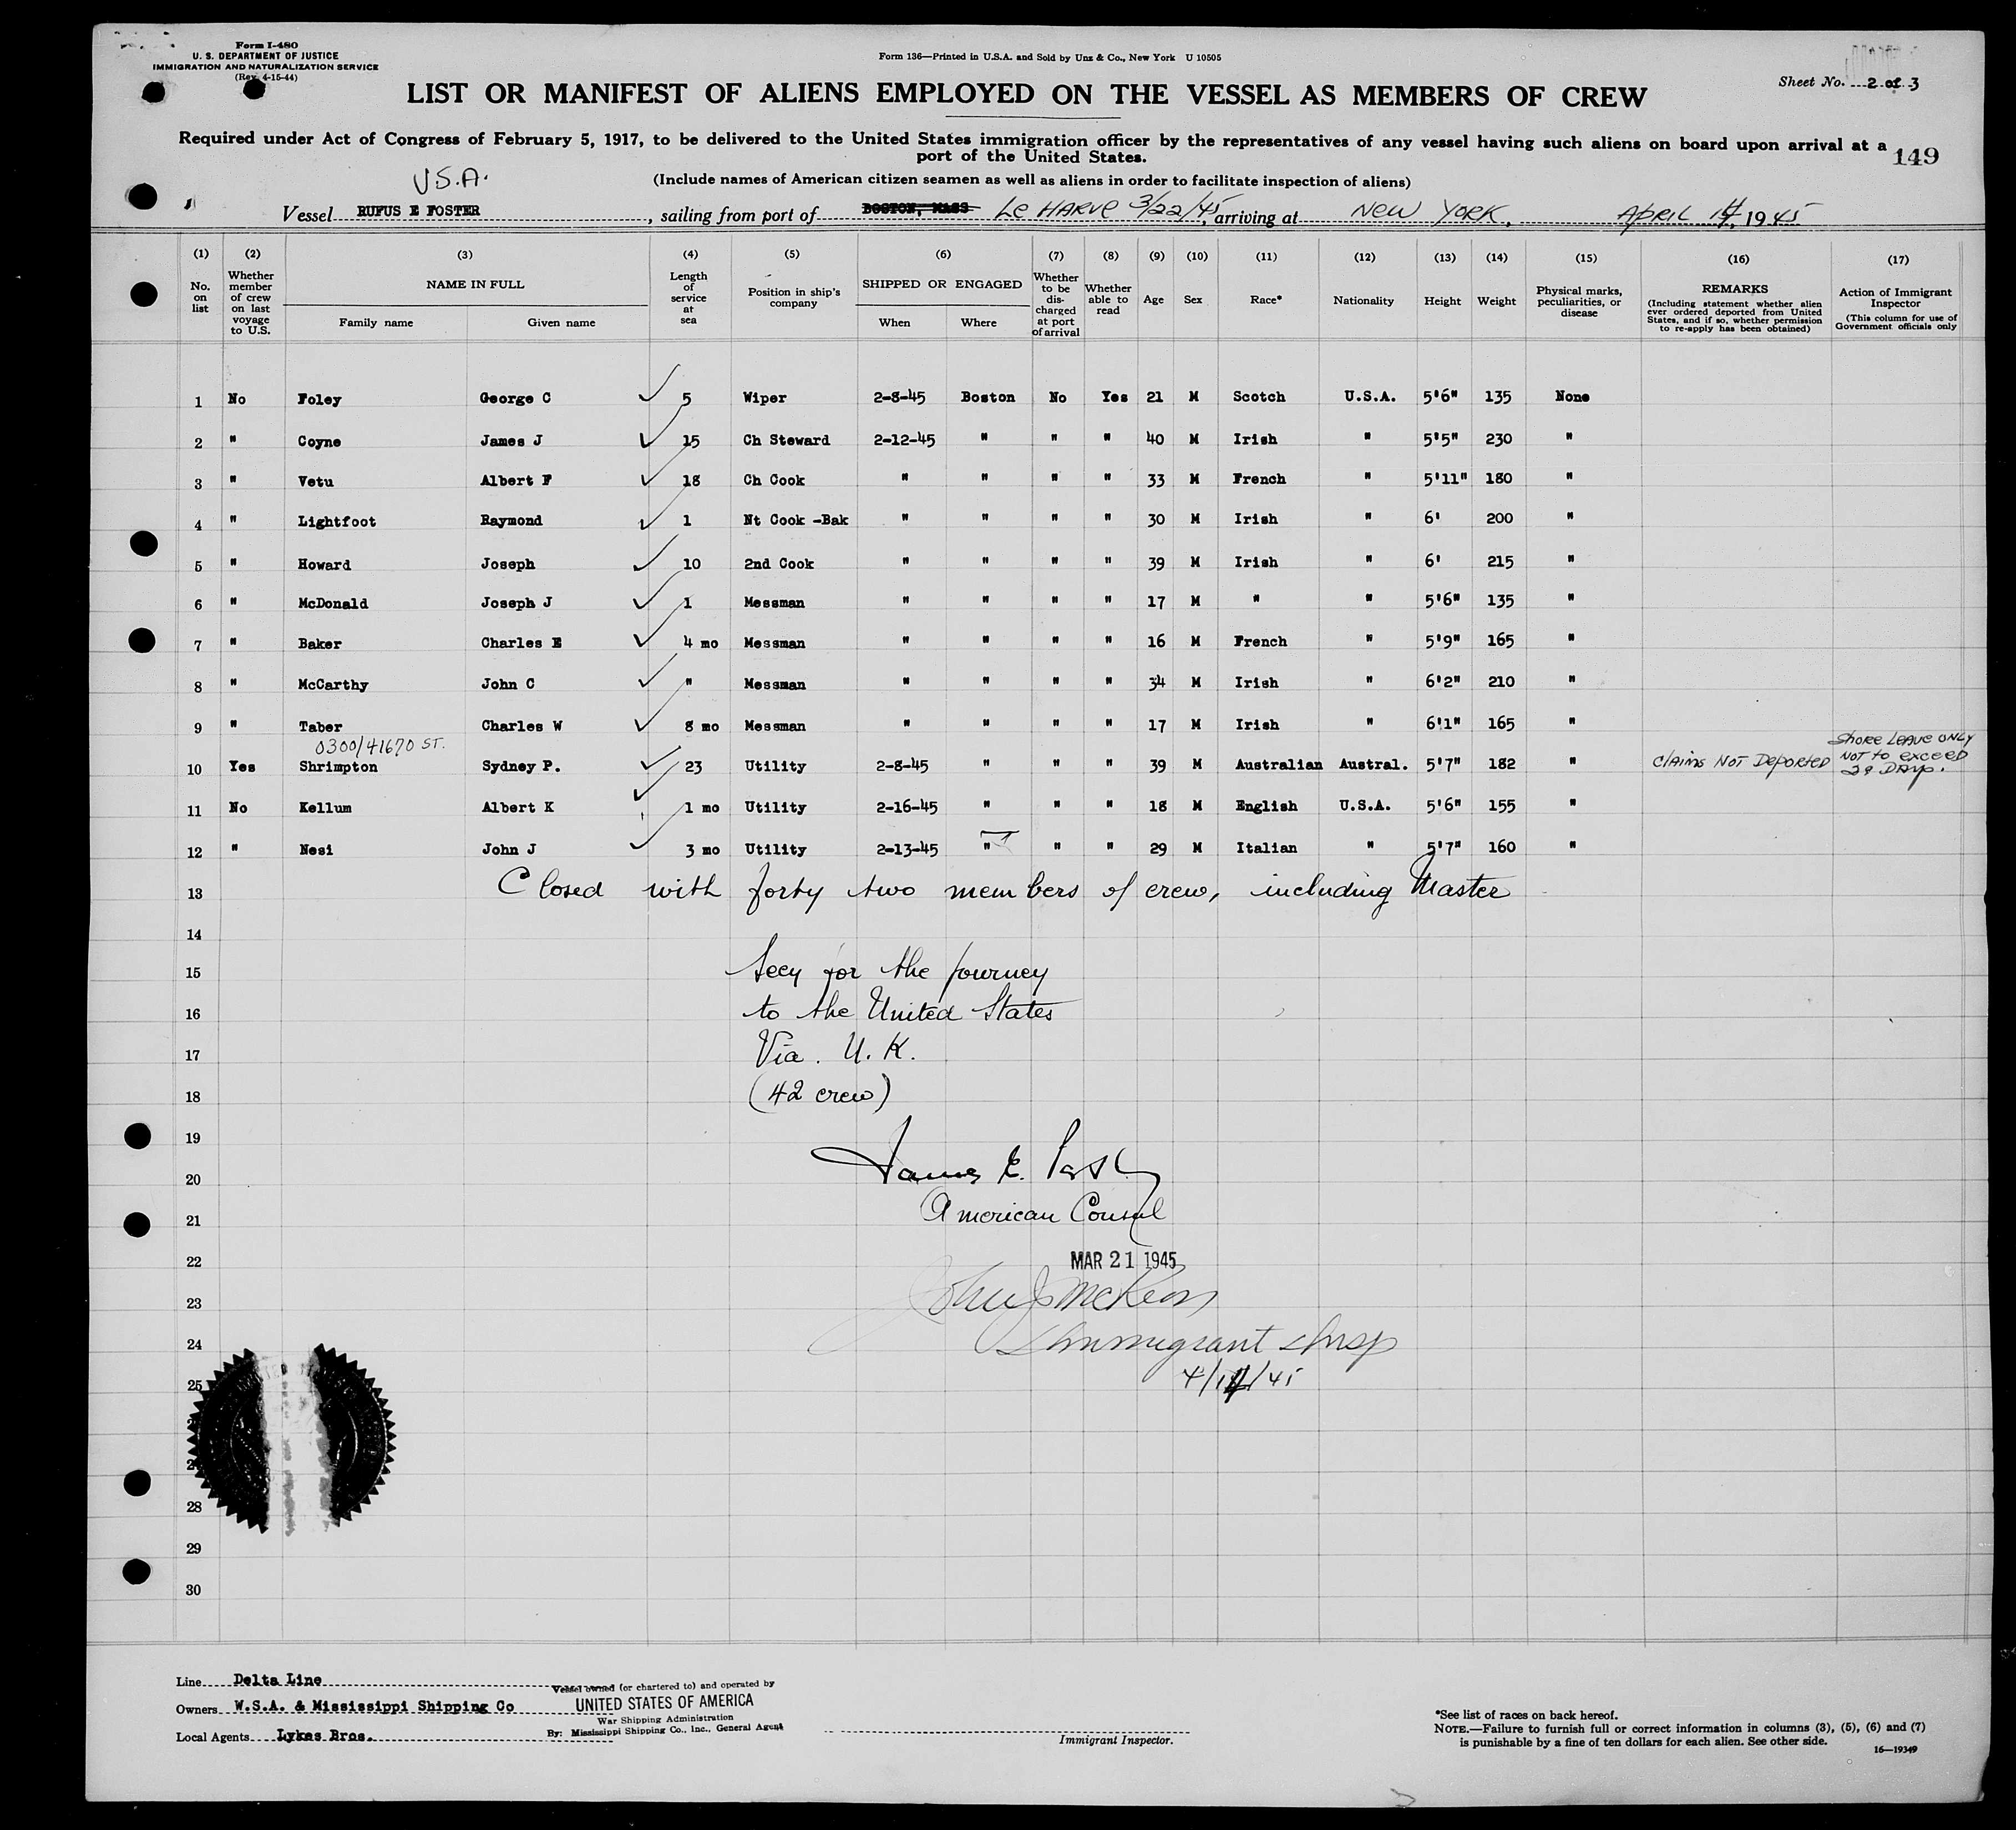 Form I-480
U. S. DEPARTMENT OF JUSTICE
IMMIGRATION AND NATURALIZATION SERVICE
(Rev. 4-15-44)
Form 136—Printed in U.S.A. and Sold by Unz & Co., New York U 10505
Sheet No. 2 of 3
LIST OR MANIFEST OF ALIENS EMPLOYED ON THE VESSEL AS MEMBERS OF CREW
Required under Act of Congress of February 5, 1917, to be delivered to the United States immigration officer by the representatives of any vessel having such aliens on board upon arrival at a
port of the United States.
149
(Include names of American citizen seamen as well as aliens in order to facilitate inspection of aliens)
U.S.A.
Vessel RUFUS E FOSTER, sailing from port of BOSTON, MASS Le HARVE 3/22/45, arriving at NEW YORK, APRIL 14, 1945
(1) (2) (3) (4) (5) (6) (7) (8) (9) (10) (11) (12) (13) (14) (15) (16) (17)
No. on list
Whether member of crew on last voyage to U.S.
NAME IN FULL
Family name
Given name
Length of service at sea
Position in ship's company
SHIPPED OR ENGAGED
When
Where
Whether to be discharged at port of arrival
Whether able to read
Age
Sex
Race*
Nationality
Height
Weight
Physical marks, peculiarities, or disease
REMARKS
(Including statement whether alien ever ordered deported from United States, and if so, whether permission to re-apply has been obtained)
Action of Immigrant Inspector
(This column for use of Government officials only
1 No Foley George C 5 Wiper 2-8-45 Boston No Yes 21 M Scotch U.S.A. 5'6" 135 None
2 " Coyne James J 15 Ch Steward 2-12-45 " " " 40 M Irish " 5'5" 230 "
3 " Vetu Albert F 18 Ch Cook " " " " 33 M French " 5'11" 180 "
4 " Lightfoot Raymond 1 Nt Cook -Bak " " " " 30 M Irish " 6' 200 "
5 " Howard Joseph 10 2nd Cook " " " " 39 M Irish " 6' 215 "
6 " McDonald Joseph J 1 Messman " " " " 17 M " " 5'6" 135 "
7 " Baker Charles E 4 mo Messman " " " " 16 M French " 5'9" 165 "
8 " McCarthy John C " Messman " " " " 34 M Irish " 6'2" 210 "
9 " Taber Charles W 8 mo Messman " " " " 17 M Irish " 6'1" 165 "
0300/41670 ST.
10 Yes Shrimpton Sydney P. 23 Utility 2-8-45 " " " 39 M Australian Austral. 5'7" 182 " Claims NOT Deported Shore Leave ONLY NOT to exceed 29 DAYS.
11 No Kellum Albert K 1 mo Utility 2-16-45 " " " 18 M English U.S.A. 5'6" 155 "
12 " Nesi John J 3 mo Utility 2-13-45 " " " 29 M Italian " 5'7" 160 "
13 Closed with forty two members of crew, including Master
14
15 Seen for the journey
16 to the United States
17 Via. U. K.
18 (42 crew)
19
20 James E.
21 American Consul
22 MAR 21 1945
23 John J McKeon
24 Immigrant Insp
25 4/14/45
28
29
30
Line Delta Line
Owners W.S.A. & Mississippi Shipping Co
Local Agents Lykes Bros.
Vessel owned (or chartered to) and operated by
UNITED STATES OF AMERICA
War Shipping Administration
By: Mississippi Shipping Co., Inc., General Agent
Immigrant Inspector.
*See list of races on back hereof.
NOTE.—Failure to furnish full or correct information in columns (3), (5), (6) and (7)
is punishable by a fine of ten dollars for each alien. See other side.
16—19349